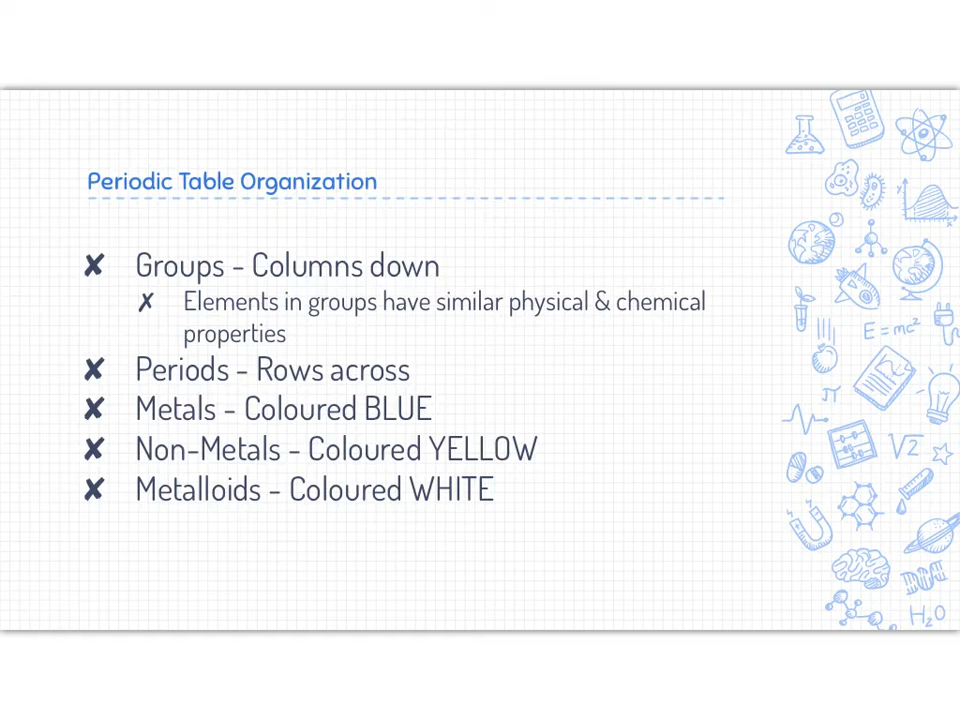 Periodic Table Organization
✘ Groups - Columns down
✗ Elements in groups have similar physical & chemical
properties
✘ Periods - Rows across
✘ Metals - Coloured BLUE
✘ Non-Metals - Coloured YELLOW
✘ Metalloids - Coloured WHITE
y
x
E=mc²
π
√2
H₂O